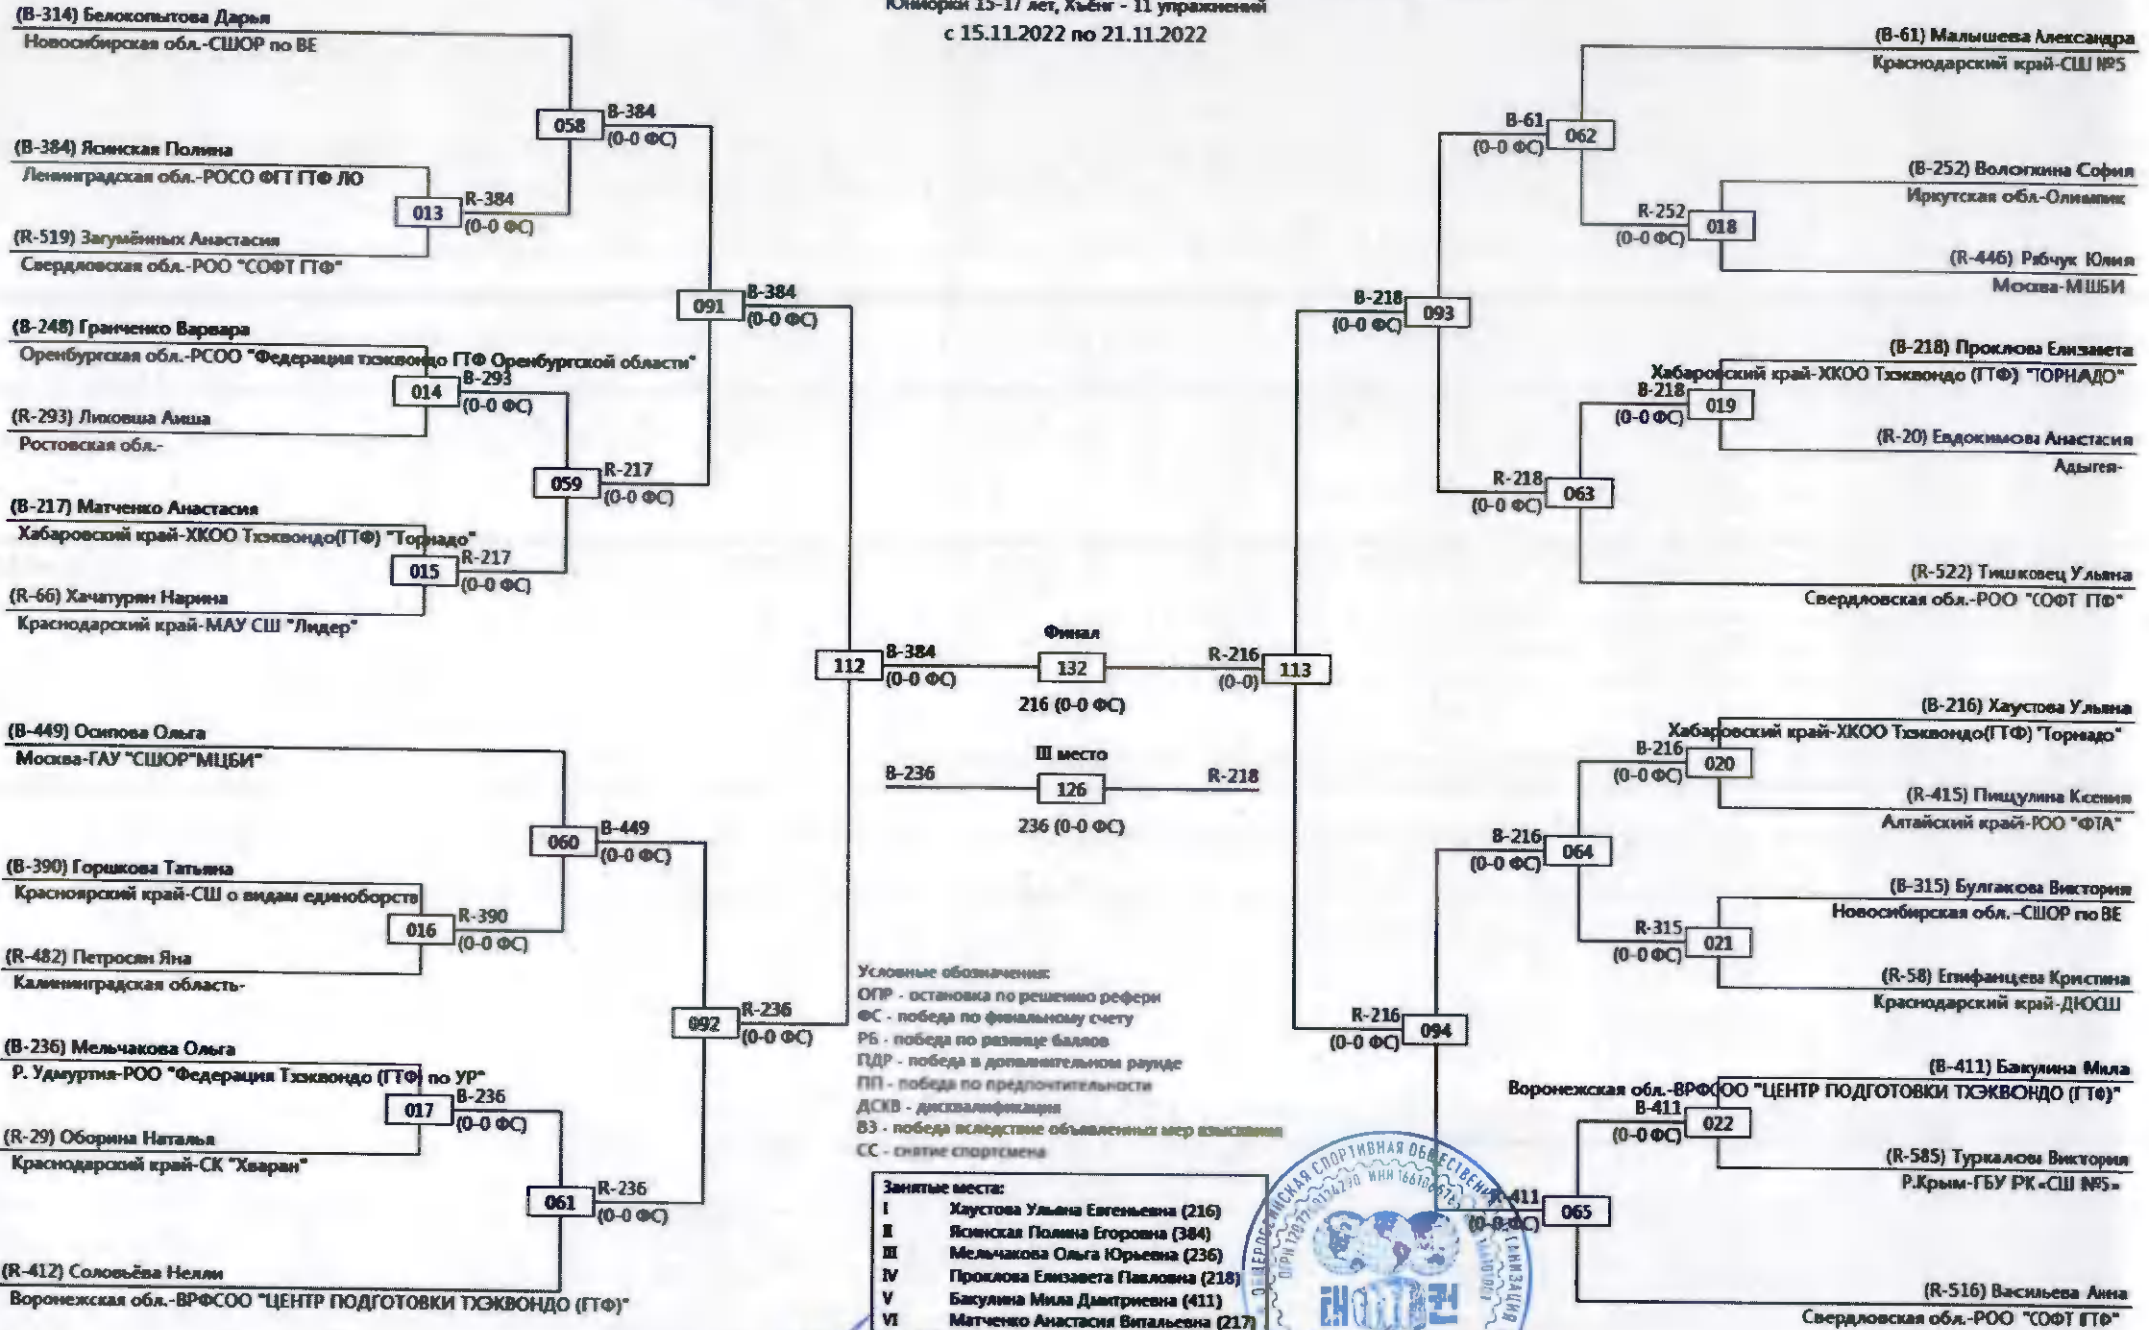 Юниорки 15-17 лет, Хъёнг - 11 упражнений
с 15.11.2022 по 21.11.2022
(B-314) Белокопытова Дарья
Новосибирская обл.-СШОР по ВЕ
058
B-384
(0-0 ФС)
(B-384) Ясинская Полина
Ленинградская обл.-РОСО ФГТ ГТФ ЛО
013
R-384
(0-0 ФС)
(R-519) Загумённых Анастасия
Свердловская обл.-РОО "СОФТ ГТФ"
091
B-384
(0-0 ФС)
(B-248) Гранченко Варвара
Оренбургская обл.-РСОО "Федерация тхэквондо ГТФ Оренбургской области"
014
B-293
(0-0 ФС)
(R-293) Лиховша Аиша
Ростовская обл.-
059
R-217
(0-0 ФС)
(B-217) Матченко Анастасия
Хабаровский край-ХКОО Тхэквондо(ГТФ) "Торнадо"
015
R-217
(0-0 ФС)
(R-66) Хачатурян Нарина
Краснодарский край-МАУ СШ "Лидер"
112
B-384
(0-0 ФС)
(B-449) Осипова Ольга
Москва-ГАУ "СШОР"МЦБИ"
060
B-449
(0-0 ФС)
(B-390) Горшкова Татьяна
Красноярский край-СШ о видам единоборств
016
R-390
(0-0 ФС)
(R-482) Петросян Яна
Калининградская область-
092
R-236
(0-0 ФС)
(B-236) Мельчакова Ольга
Р. Удмуртия-РОО "Федерация Тхэквондо (ГТФ) по УР"
017
B-236
(0-0 ФС)
(R-29) Оборина Наталья
Краснодарский край-СК "Хваран"
061
R-236
(0-0 ФС)
(R-412) Соловьёва Нелли
Воронежская обл.-ВРФСОО "ЦЕНТР ПОДГОТОВКИ ТХЭКВОНДО (ГТФ)"
Финал
132
216 (0-0 ФС)
III место
B-236
126
R-218
236 (0-0 ФС)
(B-61) Малышева Александра
Краснодарский край-СШ №5
B-61
(0-0 ФС)
062
(B-252) Вологжина София
Иркутская обл.-Олимпик
R-252
(0-0 ФС)
018
(R-446) Рябчук Юлия
Москва-МШБИ
B-218
(0-0 ФС)
093
(B-218) Проклова Елизавета
Хабаровский край-ХКОО Тхэквондо (ГТФ) "ТОРНАДО"
B-218
(0-0 ФС)
019
(R-20) Евдокимова Анастасия
Адыгея-
R-218
(0-0 ФС)
063
(R-522) Тишковец Ульяна
Свердловская обл.-РОО "СОФТ ГТФ"
R-216
(0-0)
113
(B-216) Хаустова Ульяна
Хабаровский край-ХКОО Тхэквондо(ГТФ) "Торнадо"
B-216
(0-0 ФС)
020
(R-415) Пищулина Ксения
Алтайский край-РОО "ФТА"
B-216
(0-0 ФС)
064
(B-315) Булгакова Виктория
Новосибирская обл.-СШОР по ВЕ
R-315
(0-0 ФС)
021
(R-58) Епифанцева Кристина
Краснодарский край-ДЮСШ
R-216
(0-0 ФС)
094
(B-411) Бакулина Мила
Воронежская обл.-ВРФСОО "ЦЕНТР ПОДГОТОВКИ ТХЭКВОНДО (ГТФ)"
B-411
(0-0 ФС)
022
(R-585) Туркалова Виктория
Р.Крым-ГБУ РК «СШ №5»
R-411
(0-0 ФС)
065
(R-516) Васильева Анна
Свердловская обл.-РОО "СОФТ ГТФ"
Условные обозначения:
ОПР - остановка по решению рефери
ФС - победа по финальному счету
РБ - победа по разнице баллов
ПДР - победа в дополнительном раунде
ПП - победа по предпочтительности
ДСКВ - дисквалификация
ВЗ - победа вследствие объявленных мер взыскания
СС - снятие спортсмена
Занятые места:
I Хаустова Ульяна Евгеньевна (216)
II Ясинская Полина Егоровна (384)
III Мельчакова Ольга Юрьевна (236)
IV Проклова Елизавета Павловна (218)
V Бакулина Мила Дмитриевна (411)
VI Матченко Анастасия Витальевна (217)